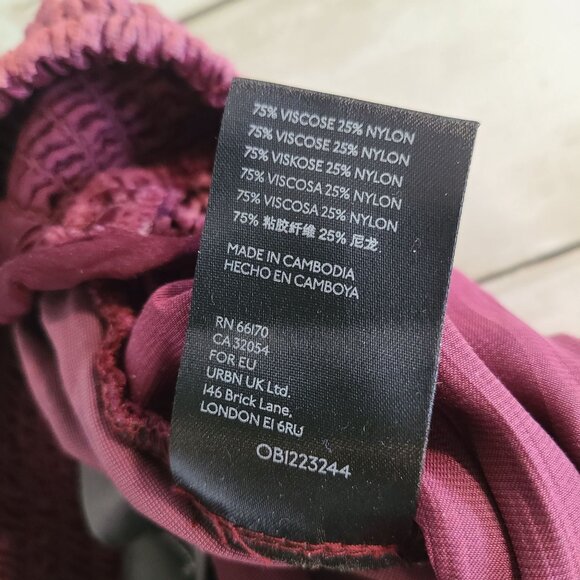 75% VISCOSE 25% NYLON
75% VISCOSE 25% NYLON
75% VISKOSE 25% NYLON
75% VISCOSA 25% NYLON
75% VISCOSA 25% NYLON
75% 粘胶纤维 25% 尼龙
MADE IN CAMBODIA
HECHO EN CAMBOYA
RN 66170
CA 32054
FOR EU
URBN UK Ltd.
146 Brick Lane,
LONDON E1 6RU
OB1223244